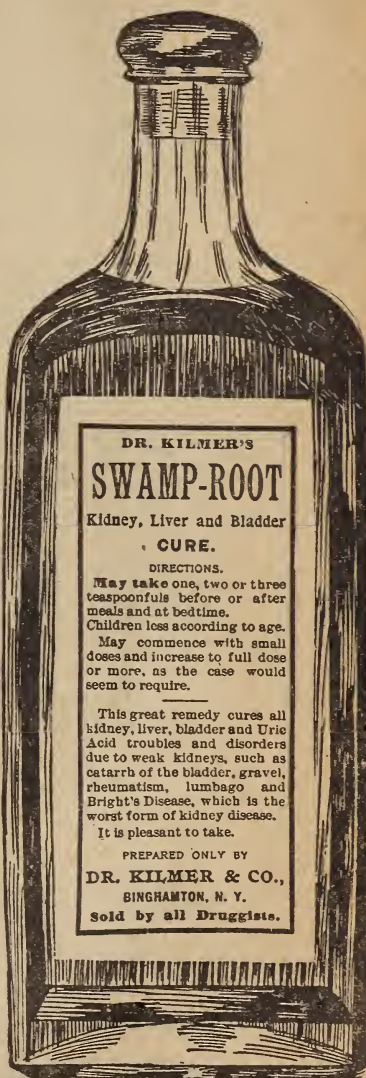 DR. KILMER'S
SWAMP-ROOT
Kidney, Liver and Bladder
CURE.
DIRECTIONS.
May take one, two or three
teaspoonfuls before or after
meals and at bedtime.
Children less according to age.
May commence with small
doses and increase to full dose
or more, as the case would
seem to require.
This great remedy cures all
kidney, liver, bladder and Uric
Acid troubles and disorders
due to weak kidneys, such as
catarrh of the bladder, gravel,
rheumatism, lumbago and
Bright's Disease, which is the
worst form of kidney disease.
It is pleasant to take.
PREPARED ONLY BY
DR. KILMER & CO.,
BINGHAMTON, N. Y.
Sold by all Druggists.